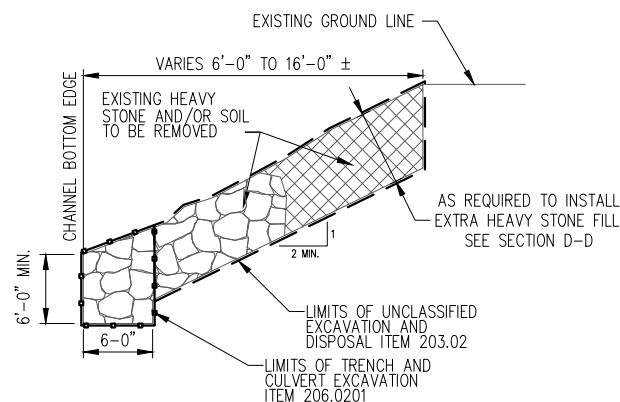 EXISTING GROUND LINE
VARIES 6'-0" TO 16'-0" ±
EXISTING HEAVY
STONE AND/OR SOIL
TO BE REMOVED
CHANNEL BOTTOM EDGE
AS REQUIRED TO INSTALL
EXTRA HEAVY STONE FILL
SEE SECTION D-D
1
2 MIN.
6'-0" MIN.
6-0"
LIMITS OF UNCLASSIFIED
EXCAVATION AND
DISPOSAL ITEM 203.02
LIMITS OF TRENCH AND
CULVERT EXCAVATION
ITEM 206.0201